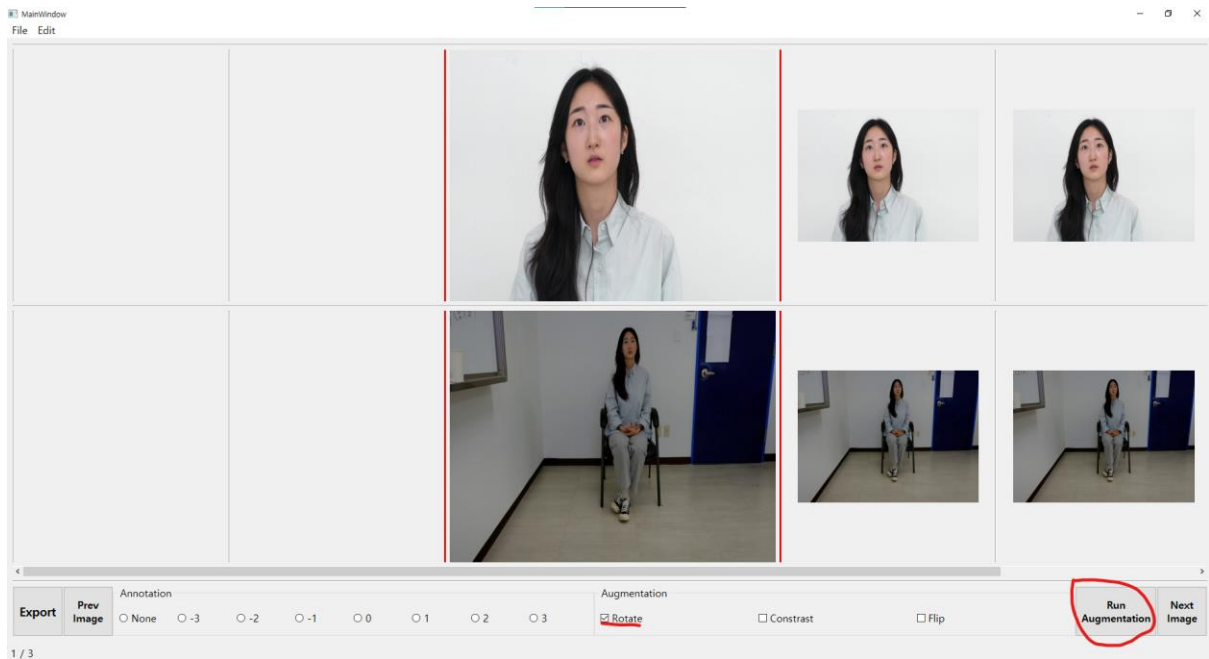 MainWindow
File Edit
Export
Prev
Image
Annotation
None -3 -2 -1 0 1 2 3
Augmentation
Rotate Constrast Flip
Run
Augmentation
Next
Image
1 / 3